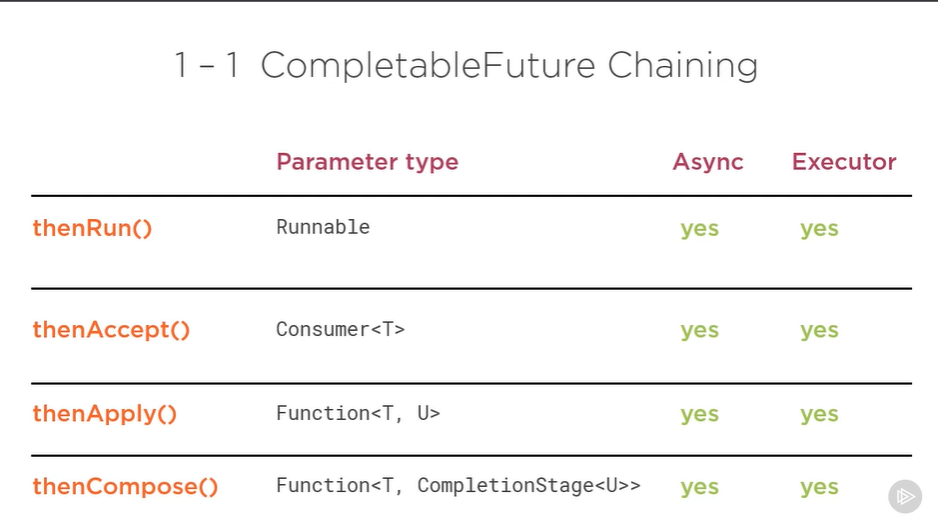 1 – 1 CompletableFuture Chaining
Parameter type Async Executor
thenRun() Runnable yes yes
thenAccept() Consumer<T> yes yes
thenApply() Function<T, U> yes yes
thenCompose() Function<T, CompletionStage<U>> yes yes